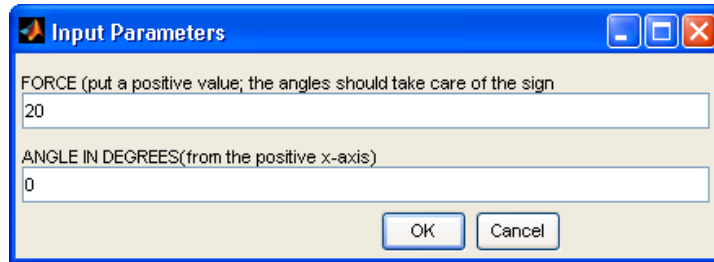 Input Parameters
FORCE (put a positive value; the angles should take care of the sign
20
ANGLE IN DEGREES(from the positive x-axis)
0
OK Cancel